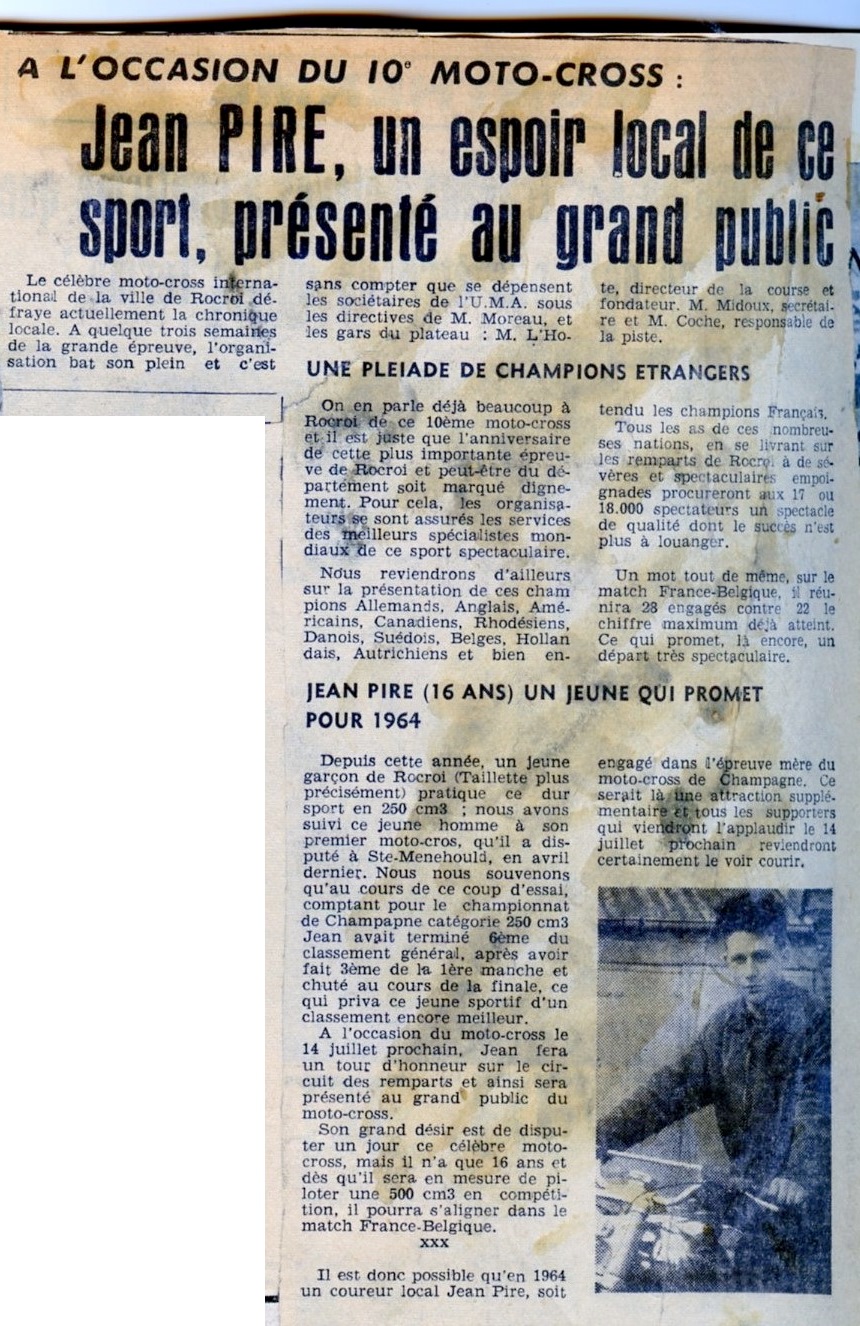 A L'OCCASION DU 10e MOTO-CROSS :
Jean PIRE, un espoir local de ce
sport, présenté au grand public
Le célèbre moto-cross interna-
tional de la ville de Rocroi dé-
fraye actuellement la chronique
locale. A quelque trois semaines
de la grande épreuve, l'organi-
sation bat son plein et c'est
sans compter que se dépensent
les sociétaires de l'U.M.A. sous
les directives de M. Moreau, et
les gars du plateau : M. L'Ho-
te, directeur de la course et
fondateur. M. Midoux, secrétai-
re et M. Coche, responsable de
la piste.
UNE PLEIADE DE CHAMPIONS ETRANGERS
On en parle déjà beaucoup à
Rocroi de ce 10ème moto-cross
et il est juste que l'anniversaire
de cette plus importante épreu-
ve de Rocroi et peut-être du dé-
partement soit marqué digne-
ment. Pour cela, les organisa-
teurs se sont assurés les services
des meilleurs spécialistes mon-
diaux de ce sport spectaculaire.
Nous reviendrons d'ailleurs
sur la présentation de ces cham
pions Allemands, Anglais, Amé-
ricains, Canadiens, Rhodésiens,
Danois, Suédois, Belges, Hollan
dais, Autrichiens et bien en-
tendu les champions Français.
Tous les as de ces nombreu-
ses nations, en se livrant sur
les remparts de Rocroi à de sé-
vères et spectaculaires empoi-
gnades procureront aux 17 ou
18.000 spectateurs un spectacle
de qualité dont le succès n'est
plus à louanger.
Un mot tout de même, sur le
match France-Belgique, il réu-
nira 28 engagés contre 22 le
chiffre maximum déjà atteint.
Ce qui promet, là encore, un
départ très spectaculaire.
JEAN PIRE (16 ANS) UN JEUNE QUI PROMET
POUR 1964
Depuis cette année, un jeune
garçon de Rocroi (Taillette plus
précisément) pratique ce dur
sport en 250 cm3 ; nous avons
suivi ce jeune homme à son
premier moto-cros, qu'il a dis-
puté à Ste-Menehould, en avril
dernier. Nous nous souvenons
qu'au cours de ce coup d'essai,
comptant pour le championnat
de Champapne catégorie 250 cm3
Jean avait terminé 6ème du
classement général, après avoir
fait 3ème de la 1ère manche et
chuté au cours de la finale, ce
qui priva ce jeune sportif d'un
classement encore meilleur.
A l'occasion du moto-cross le
14 juillet prochain, Jean fera
un tour d'honneur sur le cir-
cuit des remparts et ainsi sera
présenté au grand public du
moto-cross.
Son grand désir est de dispu-
ter un jour ce célèbre moto-
cross, mais il n'a que 16 ans et
dès qu'il sera en mesure de pi-
loter une 500 cm3 en compéti-
tion, il pourra s'aligner dans le
match France-Belgique.
xxx
Il est donc possible qu'en 1964
un coureur local Jean Pire, soit
engagé dans l'épreuve mère du
moto-cross de Champagne. Ce
serait là une attraction supplé-
mentaire et tous les supporters
qui viendront l'applaudir le 14
juillet prochain reviendront
certainement le voir courir.